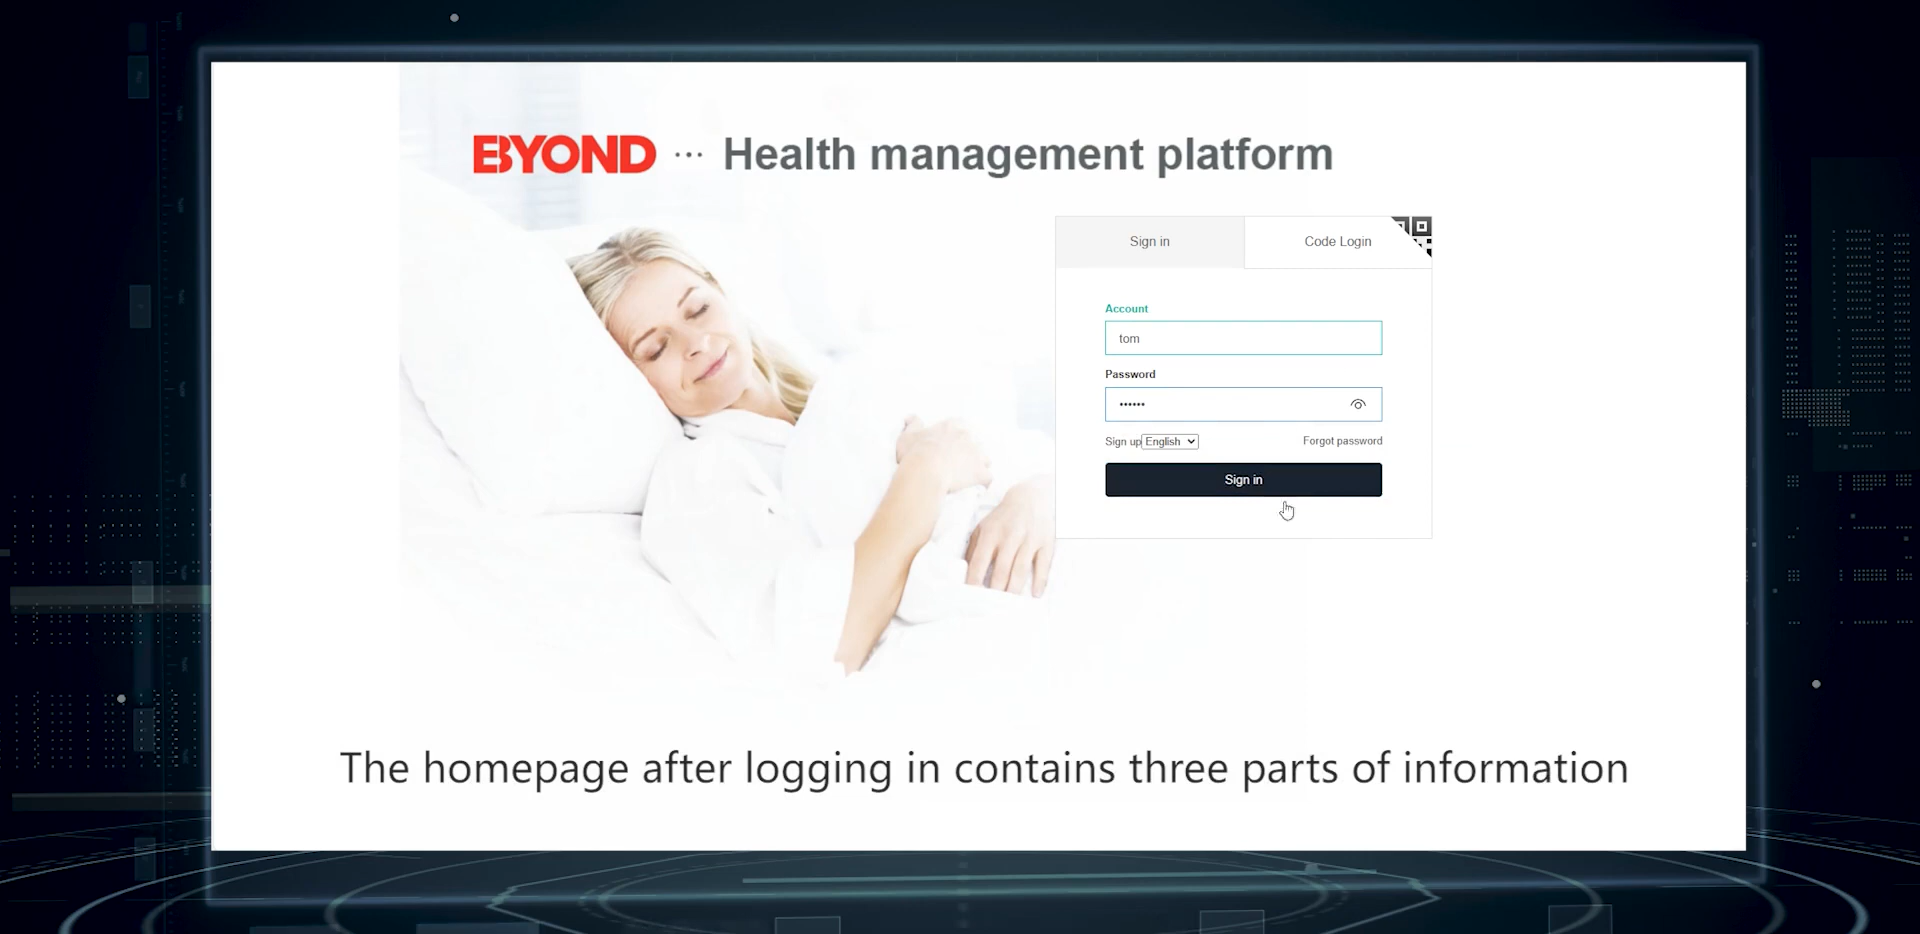 BYOND ... Health management platform
Sign in
Code Login
Account
tom
Password
••••••
Sign up English
Forgot password
Sign in
The homepage after logging in contains three parts of information